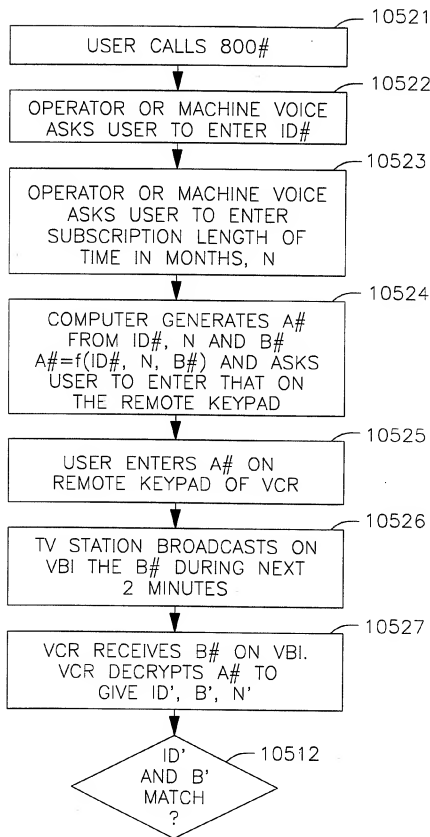 10521
USER CALLS 800#
10522
OPERATOR OR MACHINE VOICE
ASKS USER TO ENTER ID#
10523
OPERATOR OR MACHINE VOICE
ASKS USER TO ENTER
SUBSCRIPTION LENGTH OF
TIME IN MONTHS, N
10524
COMPUTER GENERATES A#
FROM ID#, N AND B#
A#=f(ID#, N, B#) AND ASKS
USER TO ENTER THAT ON
THE REMOTE KEYPAD
10525
USER ENTERS A# ON
REMOTE KEYPAD OF VCR
10526
TV STATION BROADCASTS ON
VBI THE B# DURING NEXT
2 MINUTES
10527
VCR RECEIVES B# ON VBI.
VCR DECRYPTS A# TO
GIVE ID', B', N'
10512
ID'
AND B'
MATCH
?